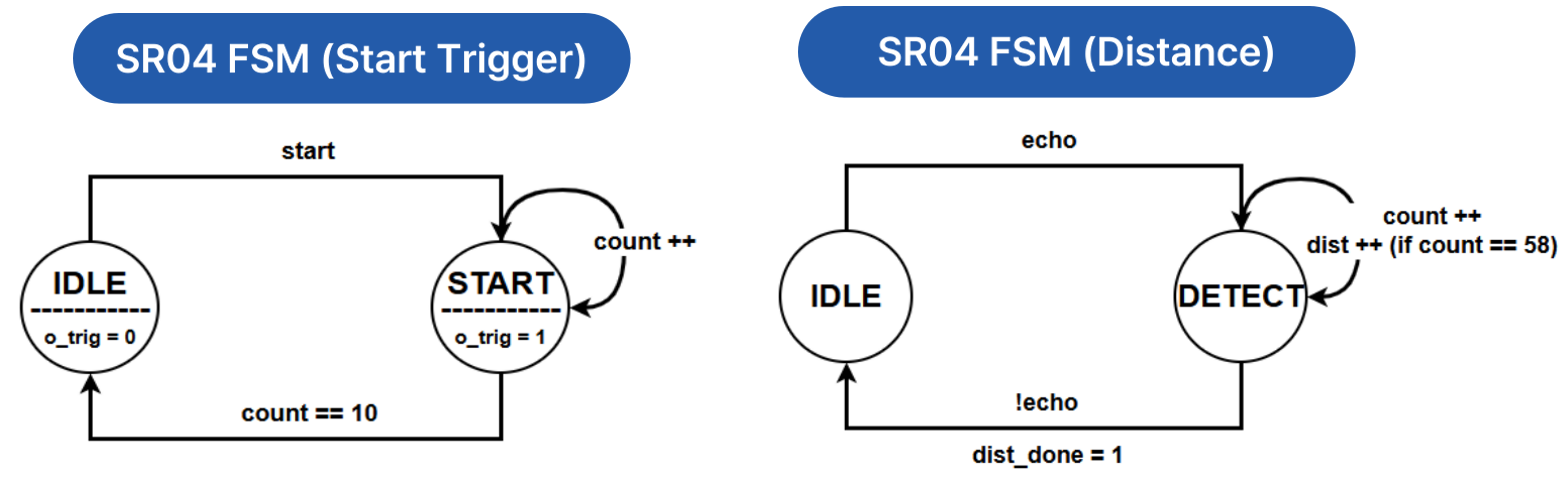 SR04 FSM (Start Trigger)
start
IDLE
-----------
o_trig = 0
START
-----------
o_trig = 1
count ++
count == 10
SR04 FSM (Distance)
echo
IDLE
DETECT
count ++
dist ++ (if count == 58)
!echo
dist_done = 1